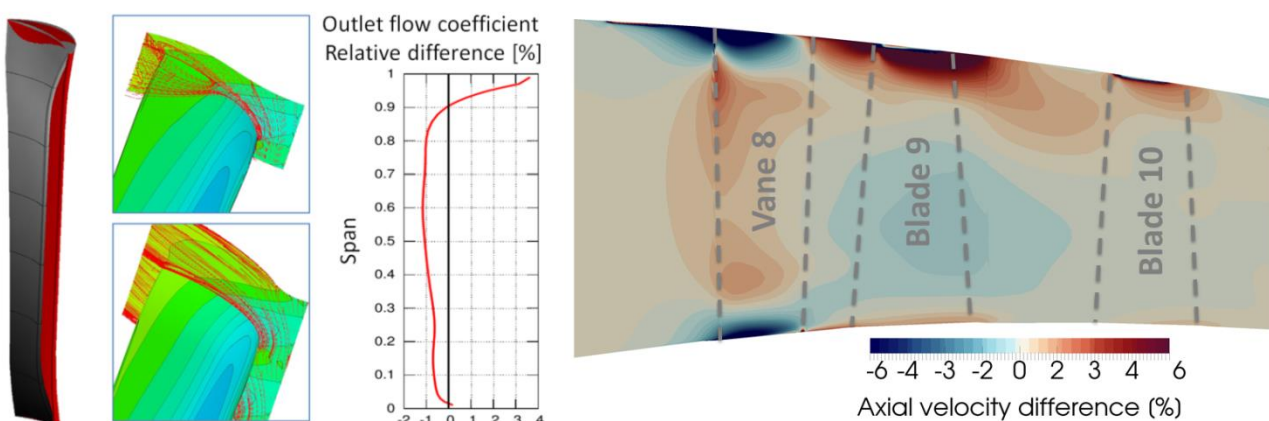 Outlet flow coefficient
Relative difference [%]
Span
1
0.9
0.8
0.7
0.6
0.5
0.4
0.3
0.2
0.1
0
-2 -1 0 1 2 3 4
Vane 8
Blade 9
Blade 10
-6 -4 -3 -2 0 2 3 4 6
Axial velocity difference (%)